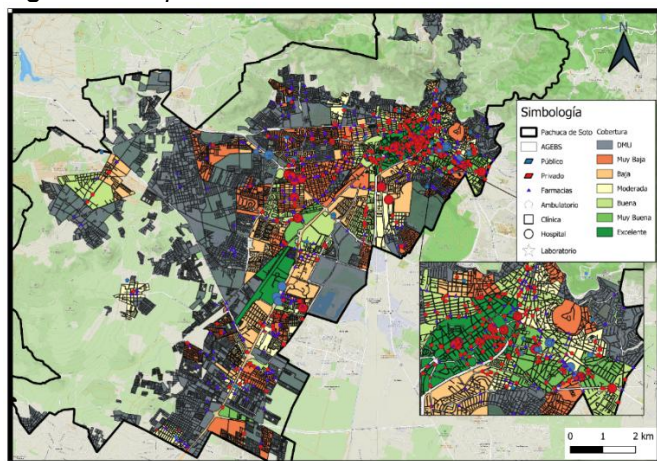 N
Simbología
Pachuca de Soto
AGEBS
Público
Privado
Farmacias
Ambulatorio
Clínica
Hospital
Laboratorio
Cobertura
DMU
Muy Baja
Baja
Moderada
Buena
Muy Buena
Excelente
0 1 2 km